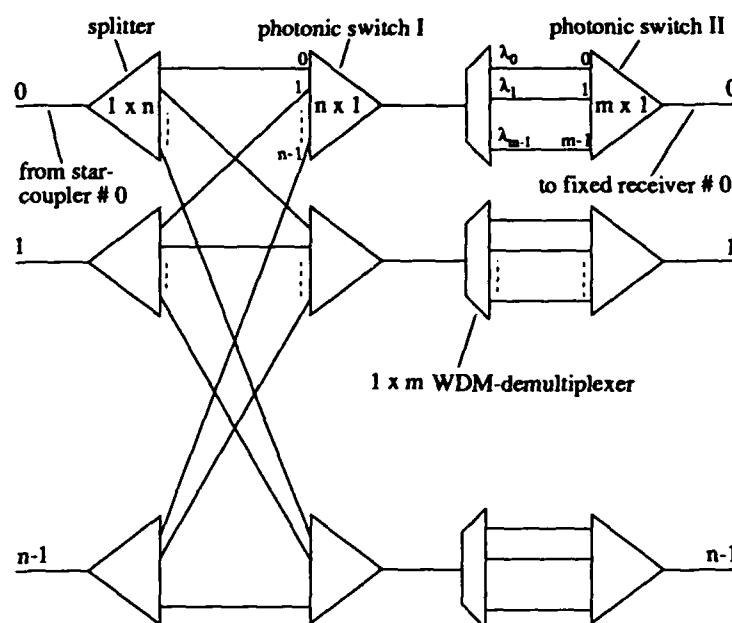 splitter
photonic switch I
photonic switch II
0
1 x n
0
1
n-1
n x 1
λ0
λ1
λm-1
0
1
m-1
m x 1
0
from star-
coupler # 0
to fixed receiver # 0
1
1
1 x m WDM-demultiplexer
n-1
n-1